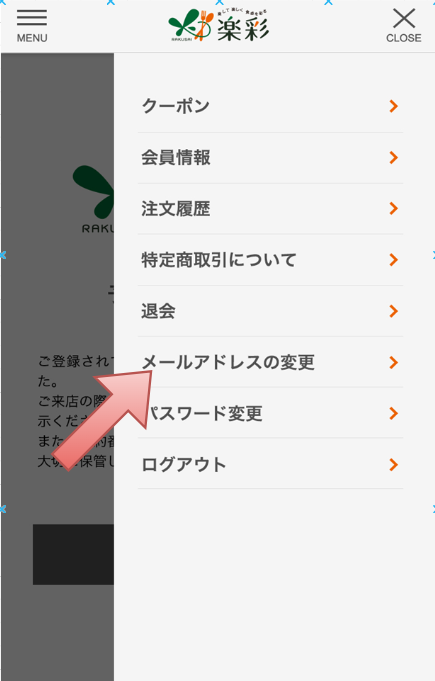 MENU
楽彩
RAKUSAI
CLOSE
クーポン
会員情報
注文履歴
特定商取引について
退会
メールアドレスの変更
パスワード変更
ログアウト
RAKU
ご登録され
た。
ご来店の際
示くださ
また
大切
保管し